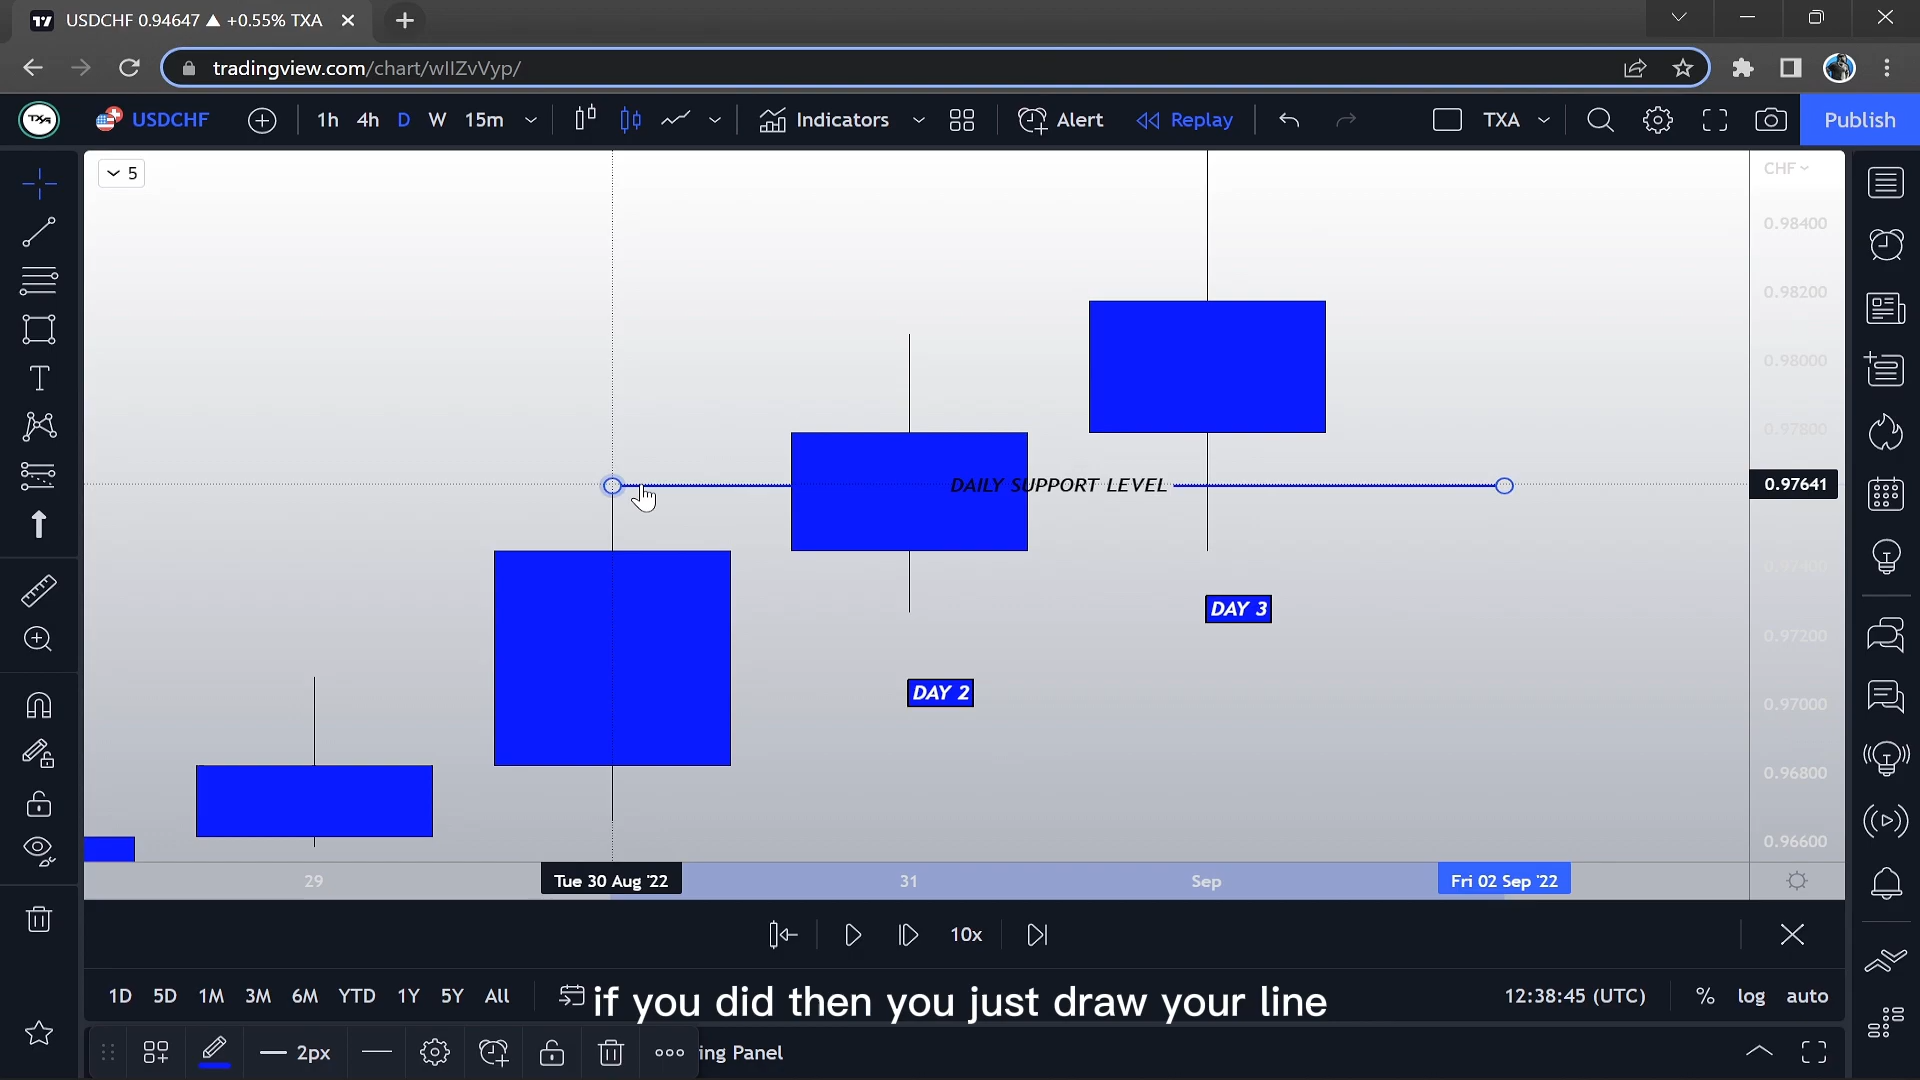 USDCHF 0.94647 ▲ +0.55% TXA
tradingview.com/chart/wIIZvVyp/
TXA USDCHF 1h 4h D W 15m Indicators Alert Replay TXA Publish
5
CHF
0.98400
0.98200
0.98000
0.97800
DAILY SUPPORT LEVEL
0.97641
0.97400
DAY 3
0.97200
DAY 2
0.97000
0.96800
0.96600
29 Tue 30 Aug '22 31 Sep Fri 02 Sep '22
10x
1D 5D 1M 3M 6M YTD 1Y 5Y All
if you did then you just draw your line
12:38:45 (UTC) % log auto
2px
ing Panel